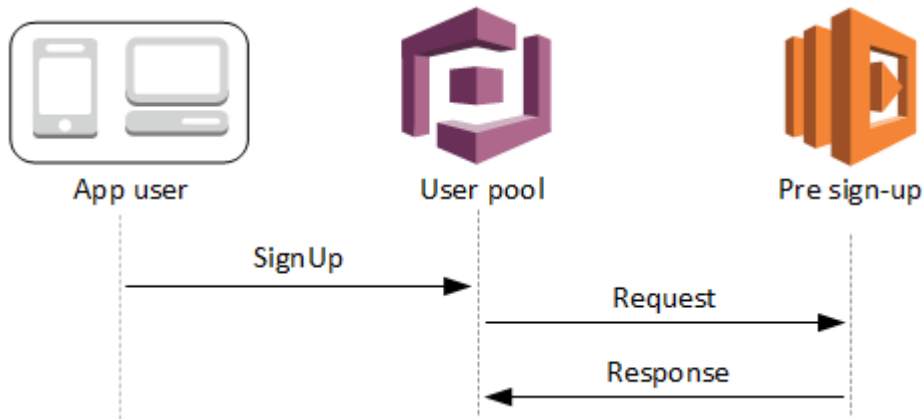 App user
User pool
Pre sign-up
SignUp
Request
Response